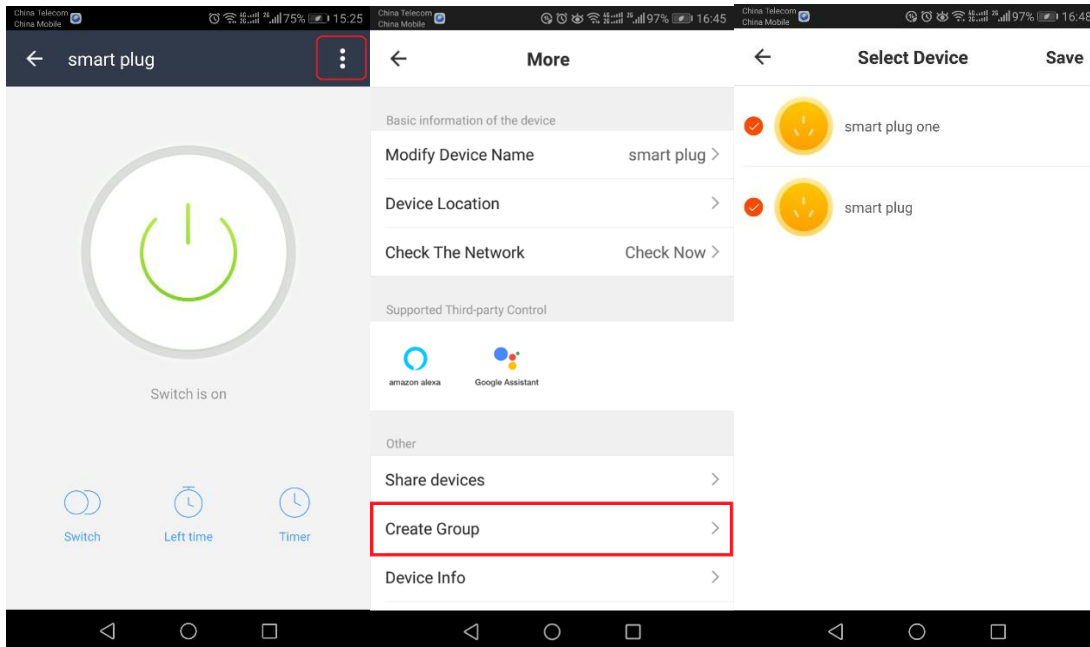 China Telecom
China Mobile
75% 15:25
smart plug
Switch is on
Switch
Left time
Timer
China Telecom
China Mobile
97% 16:45
More
Basic information of the device
Modify Device Name smart plug
Device Location
Check The Network Check Now
Supported Third-party Control
amazon alexa Google Assistant
Other
Share devices
Create Group
Device Info
China Telecom
China Mobile
97% 16:48
Select Device Save
smart plug one
smart plug